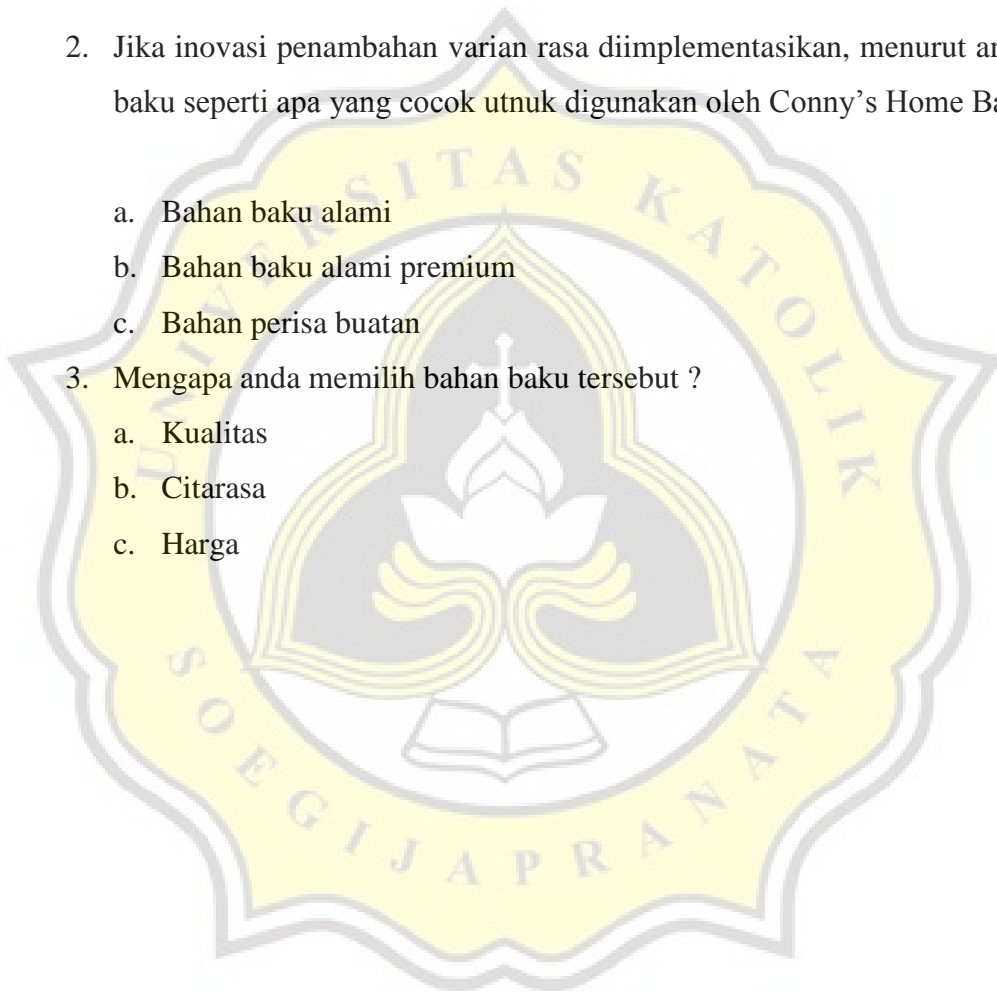 2. Jika inovasi penambahan varian rasa diimplementasikan, menurut
baku seperti apa yang cocok utnuk digunakan oleh Conny's Home
a. Bahan baku alami
b. Bahan baku alami premium
c. Bahan perisa buatan
3. Mengapa anda memilih bahan baku tersebut ?
a. Kualitas
b. Citarasa
c. Harga
UNIVERSITAS KATOLIK
SOEGIJAPRANATA